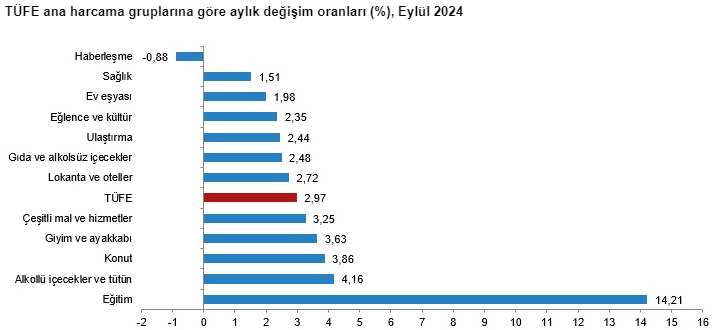 TÜFE ana harcama gruplarına göre aylık değişim oranları (%), Eylül 2024
Haberleşme -0,88
Sağlık 1,51
Ev eşyası 1,98
Eğlence ve kültür 2,35
Ulaştırma 2,44
Gıda ve alkolsüz içecekler 2,48
Lokanta ve oteller 2,72
TÜFE 2,97
Çeşitli mal ve hizmetler 3,25
Giyim ve ayakkabı 3,63
Konut 3,86
Alkollü içecekler ve tütün 4,16
Eğitim 14,21
-2 -1 0 1 2 3 4 5 6 7 8 9 10 11 12 13 14 15 16